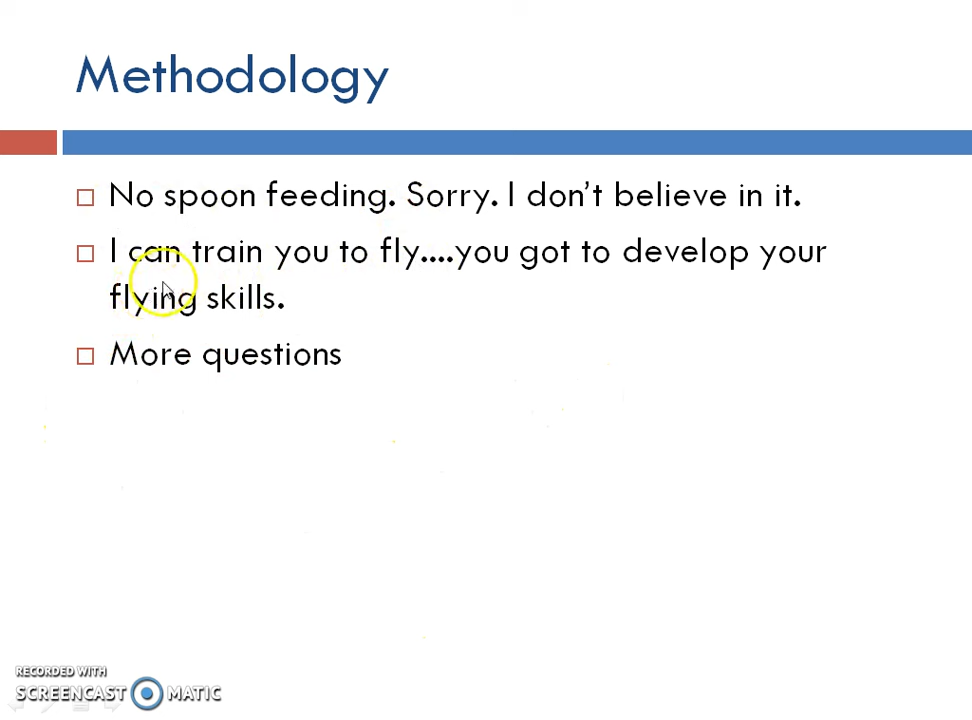 Methodology
No spoon feeding. Sorry. I don't believe in it.
I can train you to fly....you got to develop your
flying skills.
More questions
RECORDED WITH
SCREENCAST MATIC